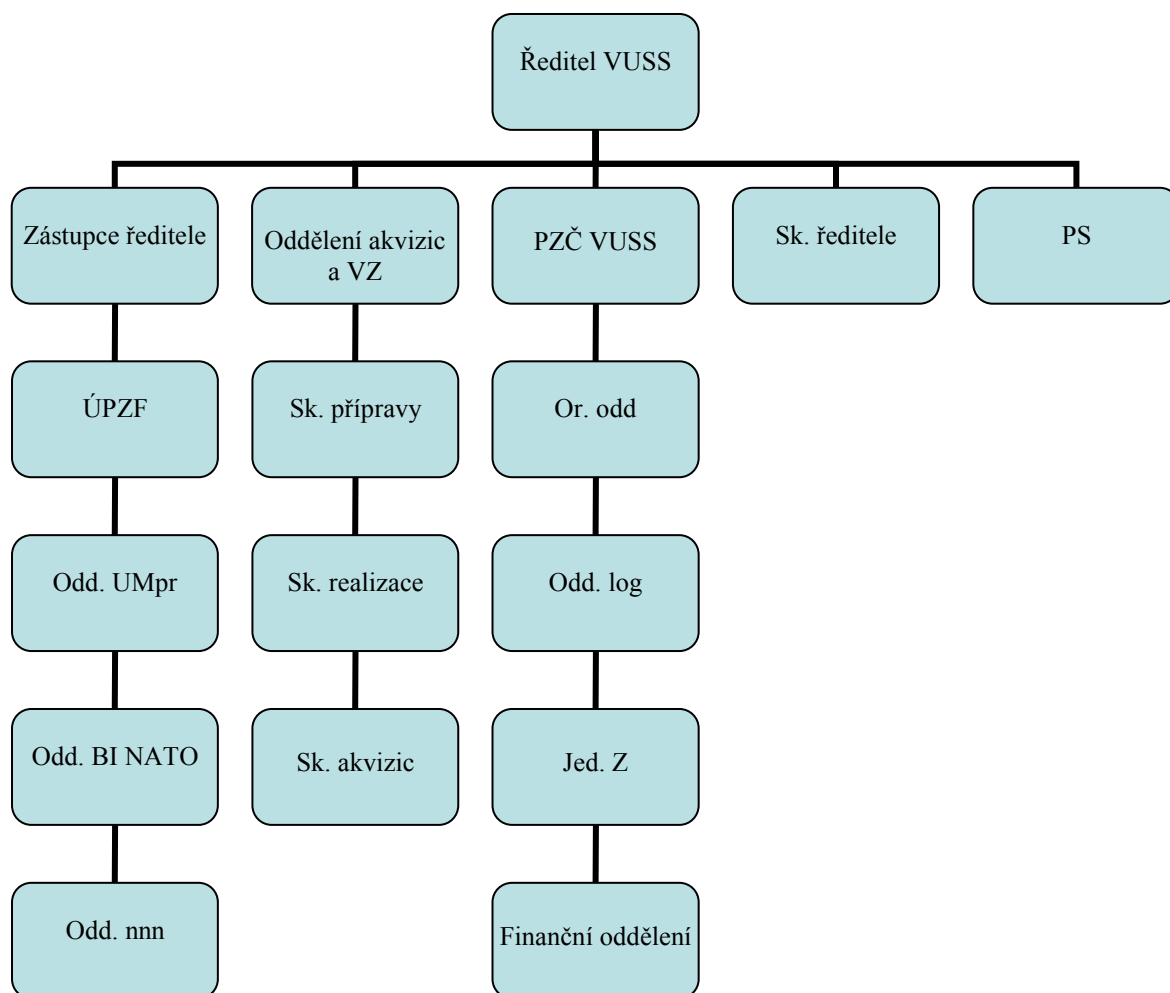 Ředitel VUSS
Zástupce ředitele
Oddělení akvizic
a VZ
PZČ VUSS
Sk. ředitele
PS
ÚPZF
Sk. přípravy
Or. odd
Odd. UMpr
Sk. realizace
Odd. log
Odd. BI NATO
Sk. akvizic
Jed. Z
Odd. nnn
Finanční oddělení